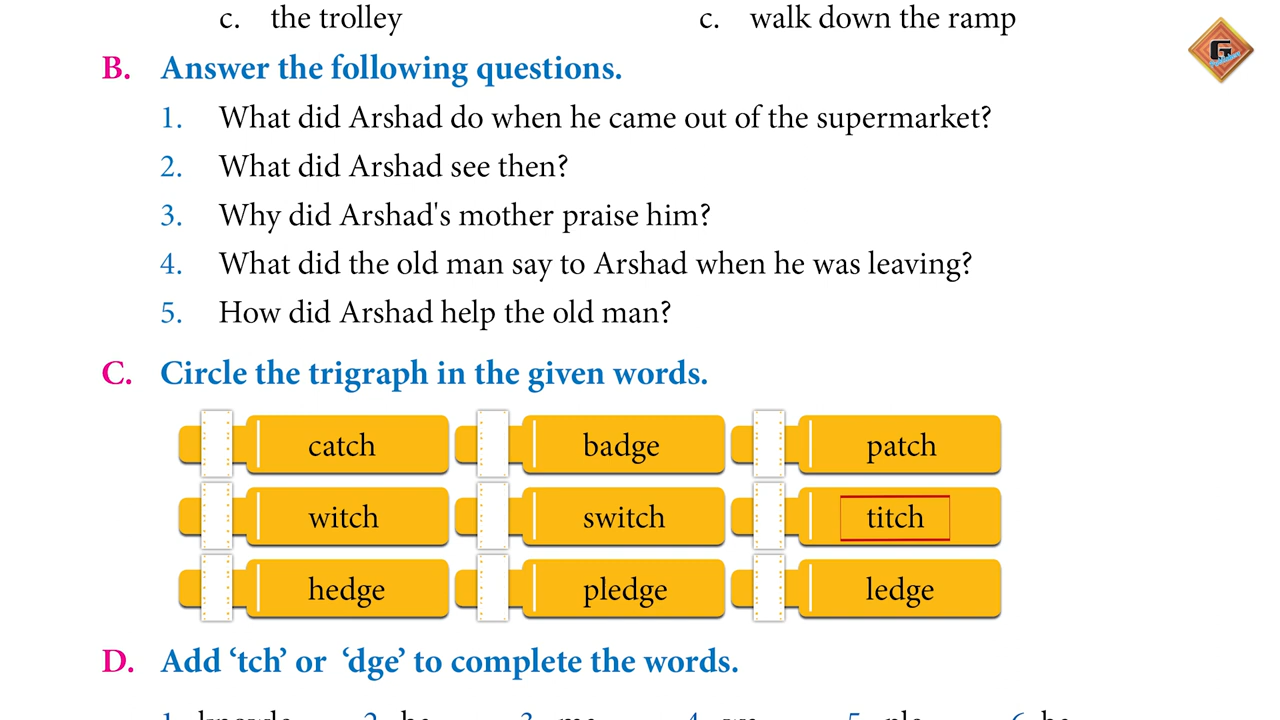 c. the trolley c. walk down the ramp
B. Answer the following questions.
1. What did Arshad do when he came out of the supermarket?
2. What did Arshad see then?
3. Why did Arshad's mother praise him?
4. What did the old man say to Arshad when he was leaving?
5. How did Arshad help the old man?
C. Circle the trigraph in the given words.
catch badge patch
witch switch titch
hedge pledge ledge
D. Add ‘tch’ or ‘dge’ to complete the words.